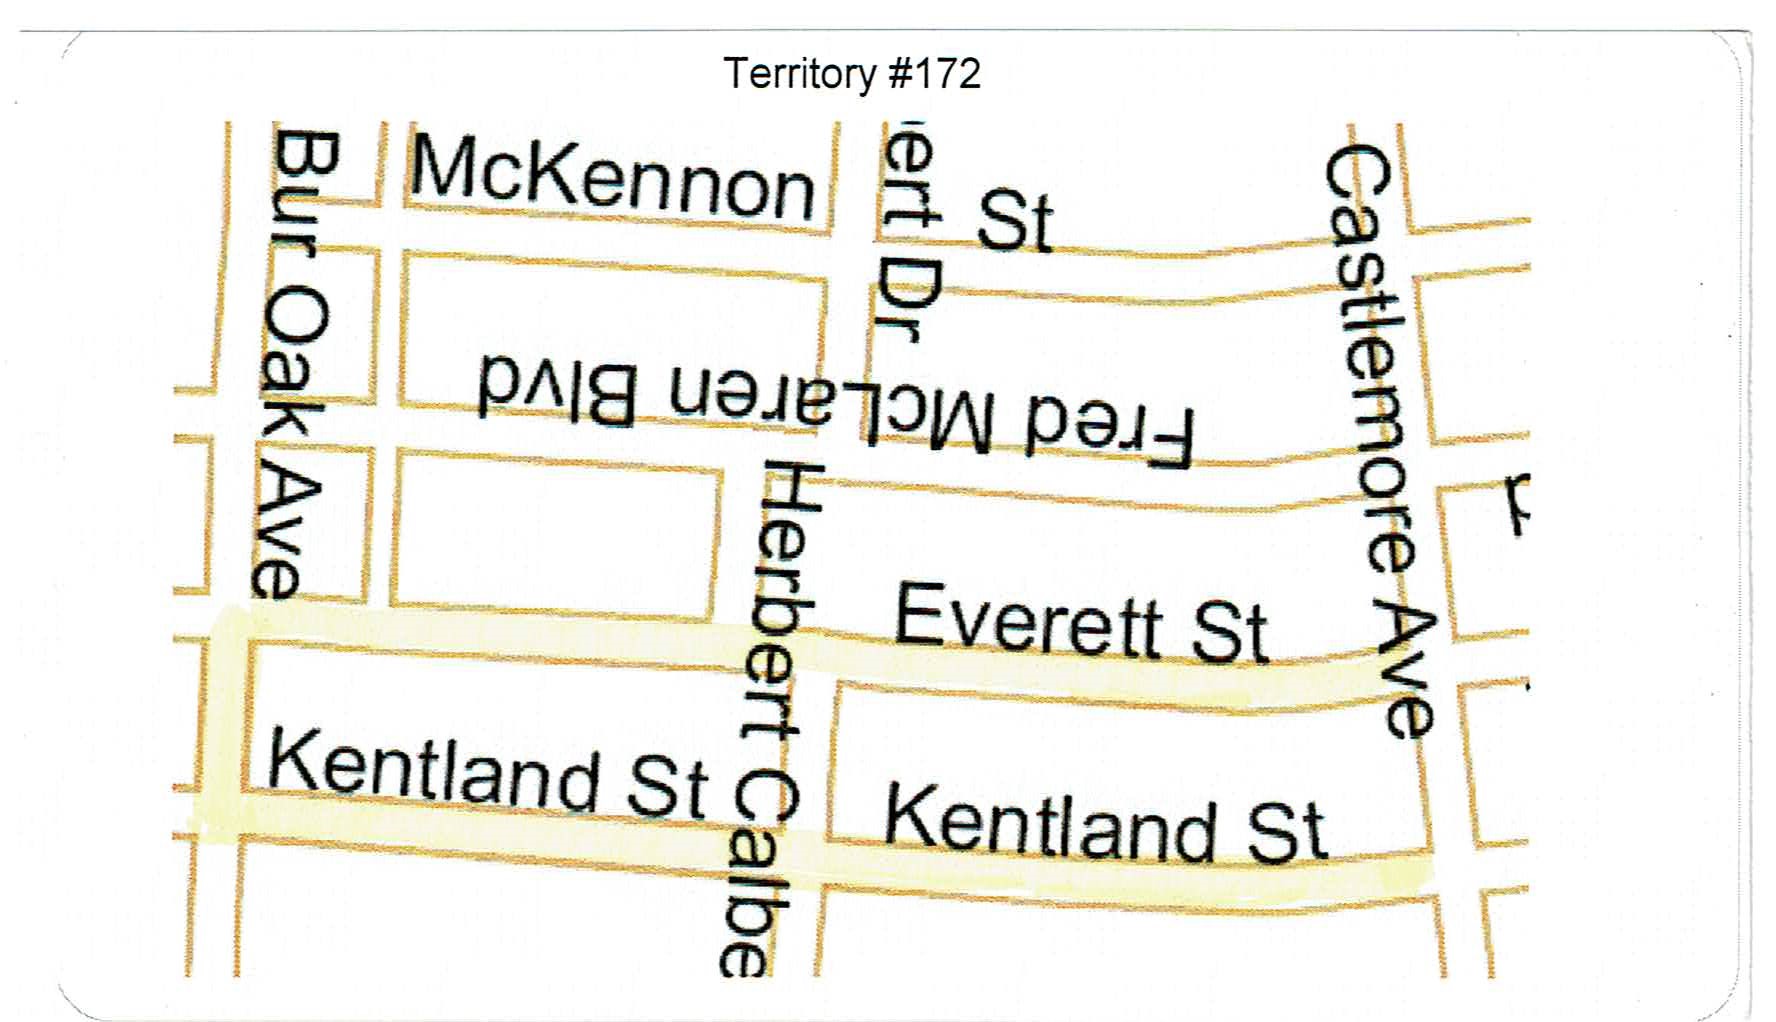 Territory #172
Bur Oak Ave
McKennon
ert Dr
St
Castlemore Ave
Fred McLaren Blvd
Herbert Calbe
Everett St
Kentland St
Kentland St